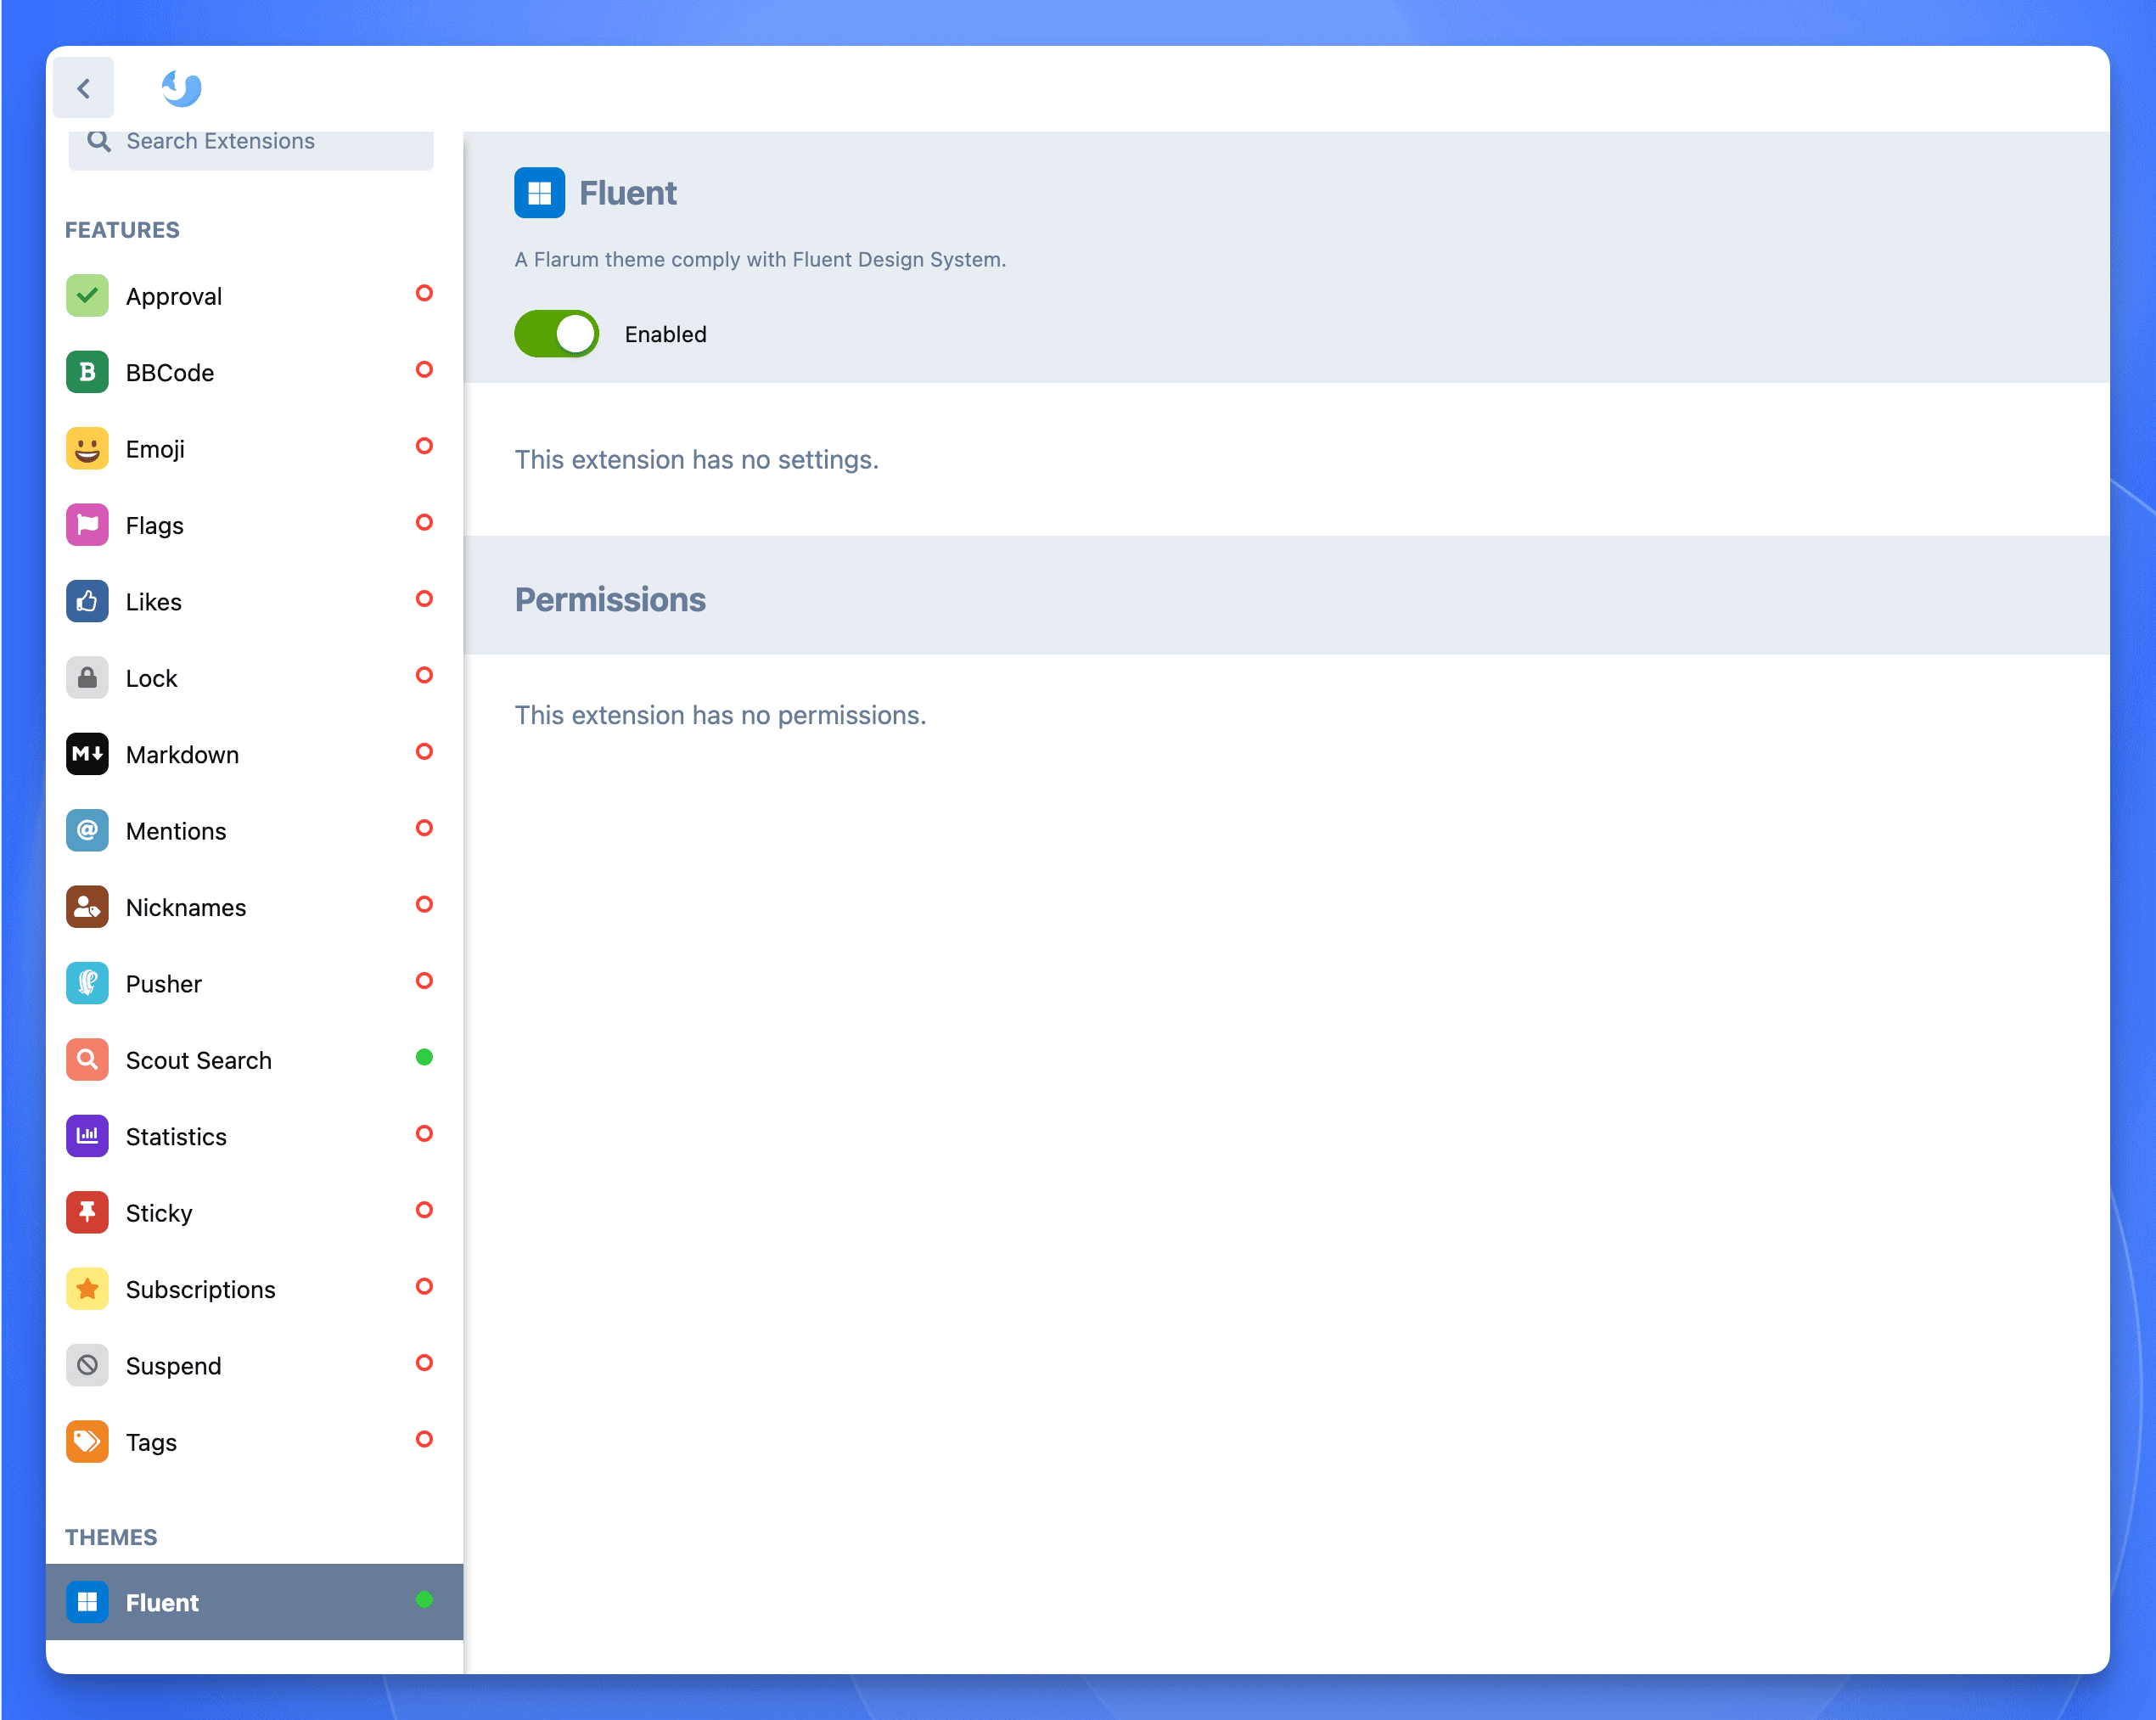 Search Extensions
FEATURES
Approval
BBCode
Emoji
Flags
Likes
Lock
Markdown
Mentions
Nicknames
Pusher
Scout Search
Statistics
Sticky
Subscriptions
Suspend
Tags
THEMES
Fluent
Fluent
A Flarum theme comply with Fluent Design System.
Enabled
This extension has no settings.
Permissions
This extension has no permissions.